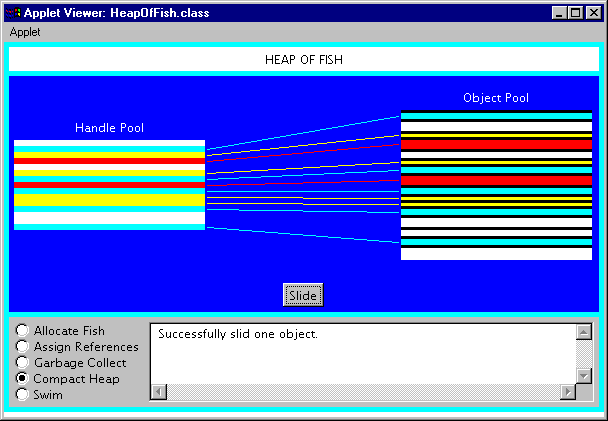 Applet Viewer: HeapOfFish.class
Applet
HEAP OF FISH
Object Pool
Handle Pool
Slide
Allocate Fish
Assign References
Garbage Collect
Compact Heap
Swim
Successfully slid one object.